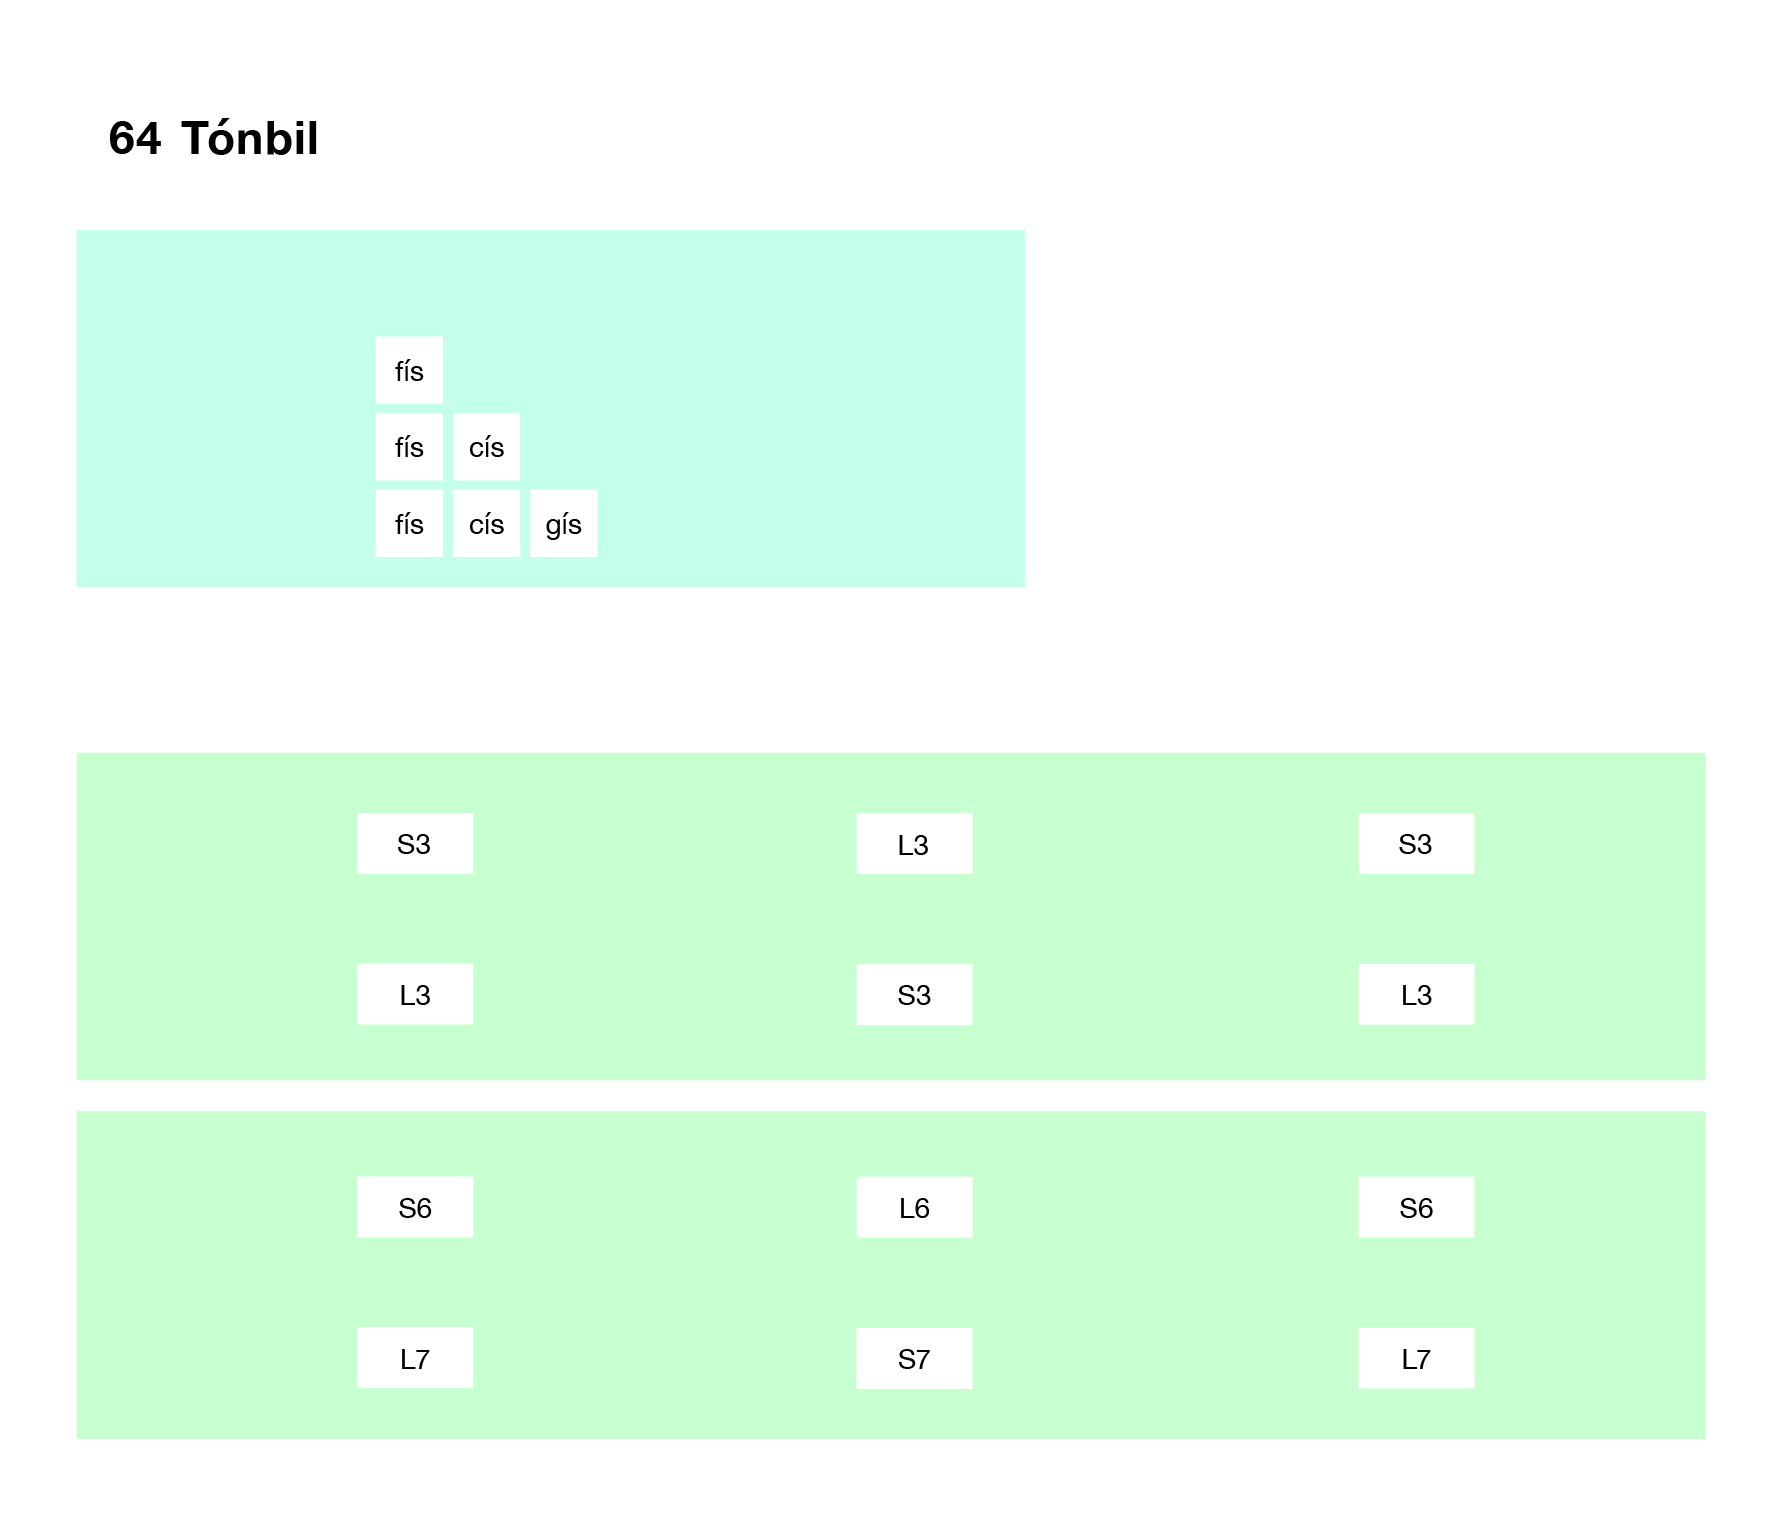 64 Tónbil
fís
fís cís
fís cís gís
S3 L3 S3
L3 S3 L3
S6 L6 S6
L7 S7 L7